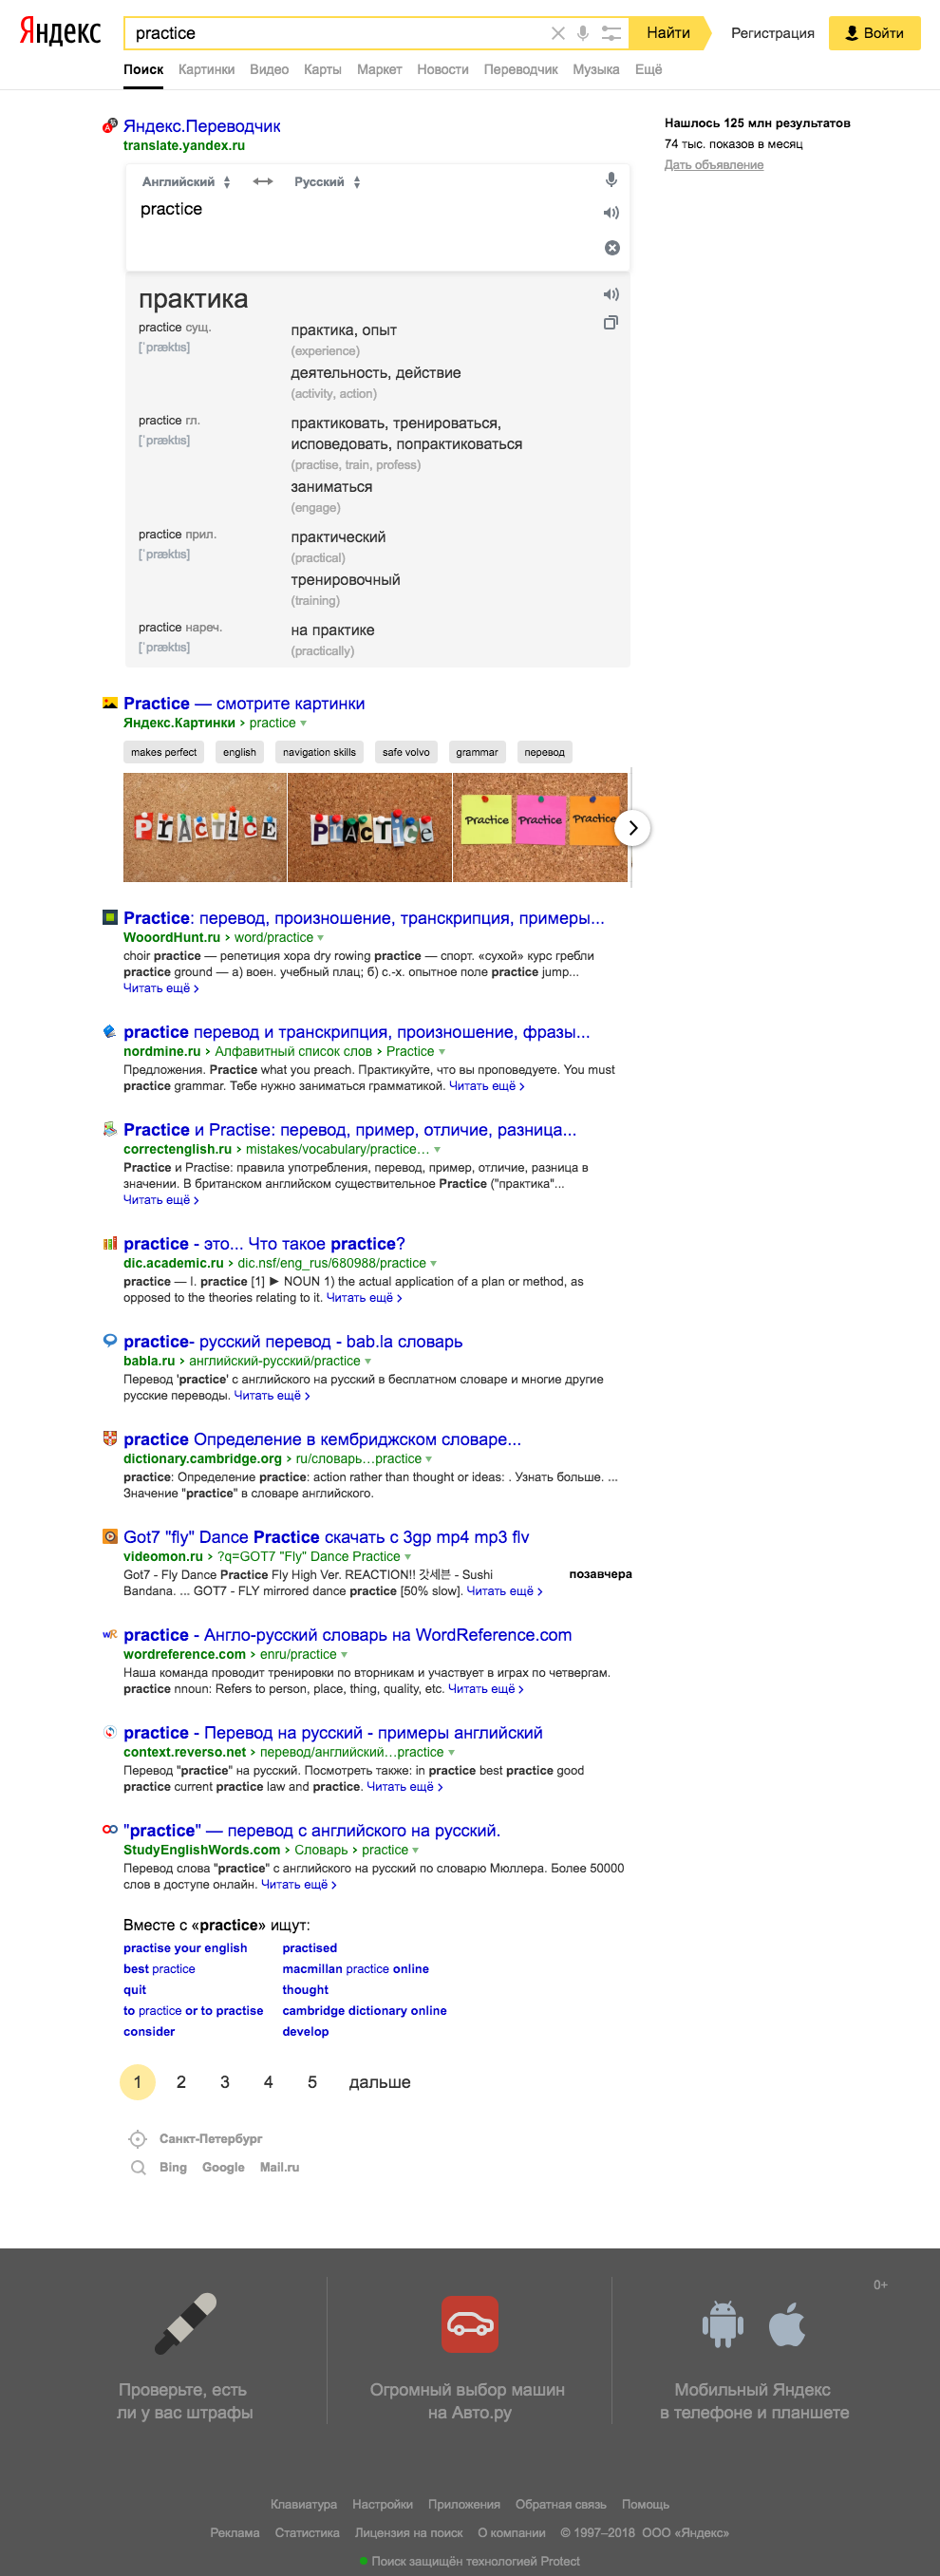 Яндекс
practice
Найти
Регистрация
Войти
Поиск Картинки Видео Карты Маркет Новости Переводчик Музыка Ещё
Нашлось 125 млн результатов
74 тыс. показов в месяц
Дать объявление
Яндекс.Переводчик
translate.yandex.ru
Английский Русский
practice
практика
practice сущ.
практика, опыт
[ˈpræktɪs]
(experience)
деятельность, действие
(activity, action)
practice гл.
практиковать, тренироваться,
[ˈpræktɪs]
исповедовать, попрактиковаться
(practise, train, profess)
заниматься
(engage)
practice прил.
практический
[ˈpræktɪs]
(practical)
тренировочный
(training)
practice нареч.
на практике
[ˈpræktɪs]
(practically)
Practice — смотрите картинки
Яндекс.Картинки › practice
makes perfect english navigation skills safe volvo grammar перевод
PrACTiCE
PrACTice
Practice Practice Practice
Practice: перевод, произношение, транскрипция, примеры...
WooordHunt.ru › word/practice
choir practice — репетиция хора dry rowing practice — спорт. «сухой» курс гребли
practice ground — а) воен. учебный плац; б) с.-х. опытное поле practice jump...
Читать ещё ›
practice перевод и транскрипция, произношение, фразы...
nordmine.ru › Алфавитный список слов › Practice
Предложения. Practice what you preach. Практикуйте, что вы проповедуете. You must
practice grammar. Тебе нужно заниматься грамматикой. Читать ещё ›
Practice и Practise: перевод, пример, отличие, разница...
correctenglish.ru › mistakes/vocabulary/practice…
Practice и Practise: правила употребления, перевод, пример, отличие, разница в
значении. В британском английском существительное Practice ("практика"...
Читать ещё ›
practice - это... Что такое practice?
dic.academic.ru › dic.nsf/eng_rus/680988/practice
practice — I. practice [1] ► NOUN 1) the actual application of a plan or method, as
opposed to the theories relating to it. Читать ещё ›
practice- русский перевод - bab.la словарь
babla.ru › английский-русский/practice
Перевод 'practice' с английского на русский в бесплатном словаре и многие другие
русские переводы. Читать ещё ›
practice Определение в кембриджском словаре...
dictionary.cambridge.org › ru/словарь…practice
practice: Определение practice: action rather than thought or ideas: . Узнать больше. ...
Значение "practice" в словаре английского.
Got7 "fly" Dance Practice скачать с 3gp mp4 mp3 flv
videomon.ru › ?q=GOT7 "Fly" Dance Practice
Got7 - Fly Dance Practice Fly High Ver. REACTION!! 갓세븐 - Sushi
позавчера
Bandana. ... GOT7 - FLY mirrored dance practice [50% slow]. Читать ещё ›
practice - Англо-русский словарь на WordReference.com
wordreference.com › enru/practice
Наша команда проводит тренировки по вторникам и участвует в играх по четвергам.
practice nnoun: Refers to person, place, thing, quality, etc. Читать ещё ›
practice - Перевод на русский - примеры английский
context.reverso.net › перевод/английский…practice
Перевод "practice" на русский. Посмотреть также: in practice best practice good
practice current practice law and practice. Читать ещё ›
"practice" — перевод с английского на русский.
StudyEnglishWords.com › Словарь › practice
Перевод слова "practice" с английского на русский по словарю Мюллера. Более 50000
слов в доступе онлайн. Читать ещё ›
Вместе с «practice» ищут:
practise your english practised
best practice macmillan practice online
quit thought
to practice or to practise cambridge dictionary online
consider develop
1 2 3 4 5 дальше
Санкт-Петербург
Bing Google Mail.ru
0+
Проверьте, есть
ли у вас штрафы
Огромный выбор машин
на Авто.ру
Мобильный Яндекс
в телефоне и планшете
Клавиатура Настройки Приложения Обратная связь Помощь
Реклама Статистика Лицензия на поиск О компании © 1997–2018 ООО «Яндекс»
Поиск защищён технологией Protect